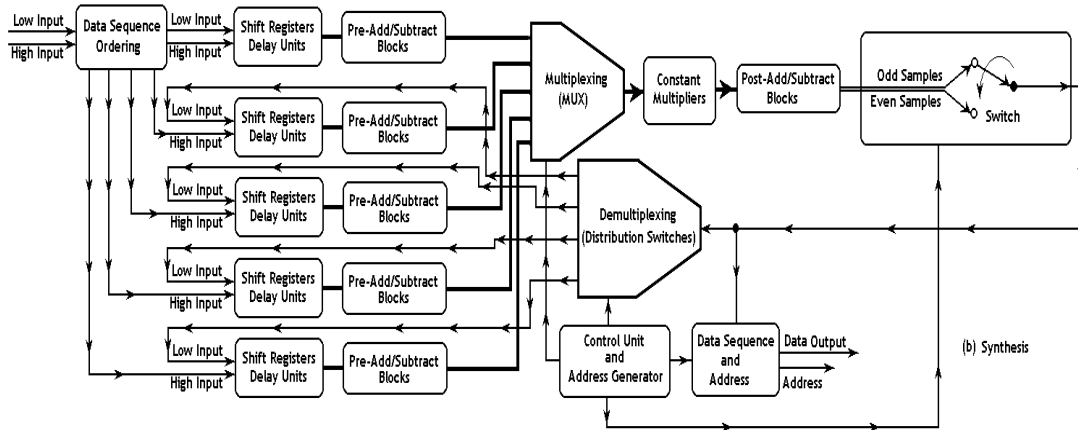 Low Input
High Input
Data Sequence
Ordering
Low Input
High Input
Shift Registers
Delay Units
Pre-Add/Subtract
Blocks
Low Input
High Input
Shift Registers
Delay Units
Pre-Add/Subtract
Blocks
Low Input
High Input
Shift Registers
Delay Units
Pre-Add/Subtract
Blocks
Low Input
High Input
Shift Registers
Delay Units
Pre-Add/Subtract
Blocks
Low Input
High Input
Shift Registers
Delay Units
Pre-Add/Subtract
Blocks
Multiplexing
(MUX)
Constant
Multipliers
Post-Add/Subtract
Blocks
Odd Samples
Even Samples
Switch
Demultiplexing
(Distribution Switches)
Control Unit
and
Address Generator
Data Sequence
and
Address
Data Output
Address
(b) Synthesis